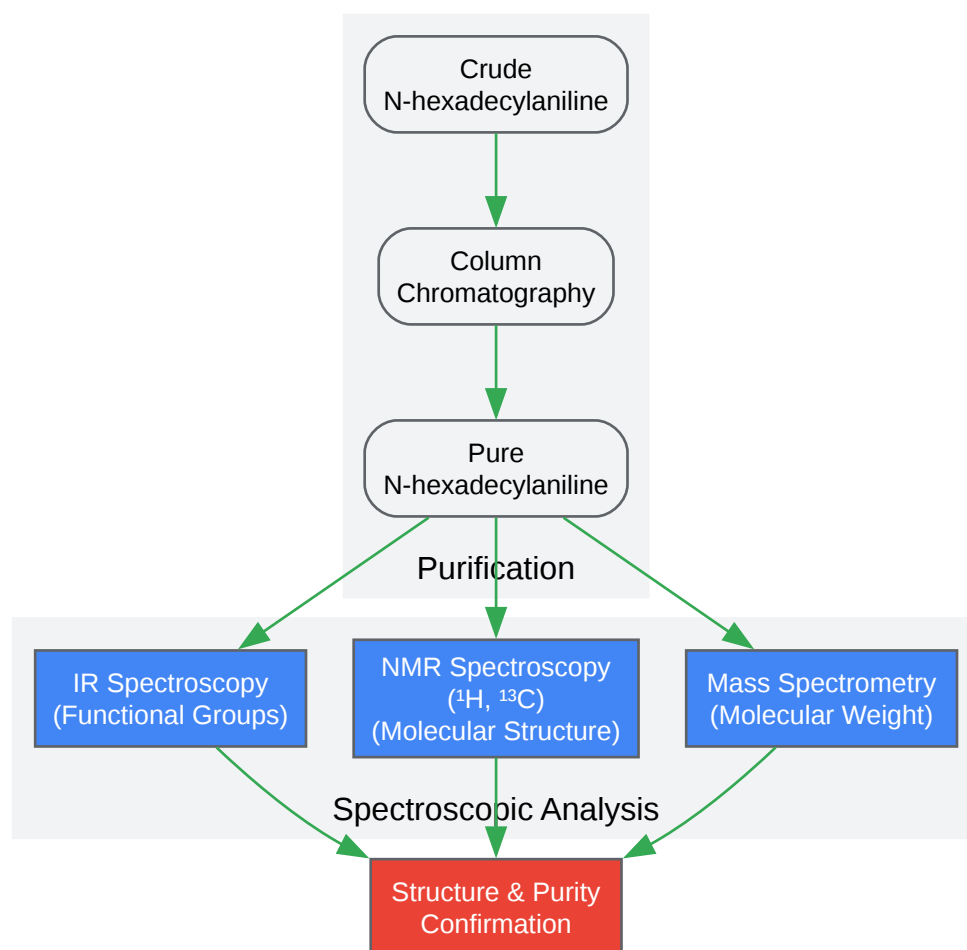 Crude
N-hexadecylaniline
Column
Chromatography
Pure
N-hexadecylaniline
Purification
IR Spectroscopy
(Functional Groups)
NMR Spectroscopy
(¹H, ¹³C)
(Molecular Structure)
Mass Spectrometry
(Molecular Weight)
Spectroscopic Analysis
Structure & Purity
Confirmation